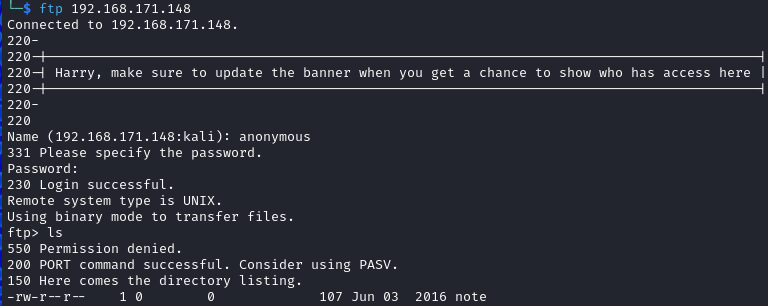 └─$ ftp 192.168.171.148
Connected to 192.168.171.148.
220-
220-|-----------------------------------------------------------------------------------------|
220-| Harry, make sure to update the banner when you get a chance to show who has access here |
220-|-----------------------------------------------------------------------------------------|
220-
220
Name (192.168.171.148:kali): anonymous
331 Please specify the password.
Password:
230 Login successful.
Remote system type is UNIX.
Using binary mode to transfer files.
ftp> ls
550 Permission denied.
200 PORT command successful. Consider using PASV.
150 Here comes the directory listing.
-rw-r--r--    1 0        0             107 Jun 03  2016 note